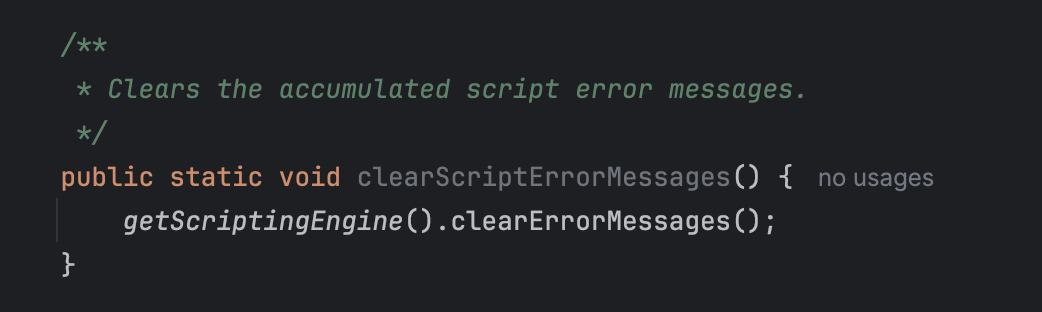 /**
 * Clears the accumulated script error messages.
 */
public static void clearScriptErrorMessages() { no usages
    getScriptingEngine().clearErrorMessages();
}